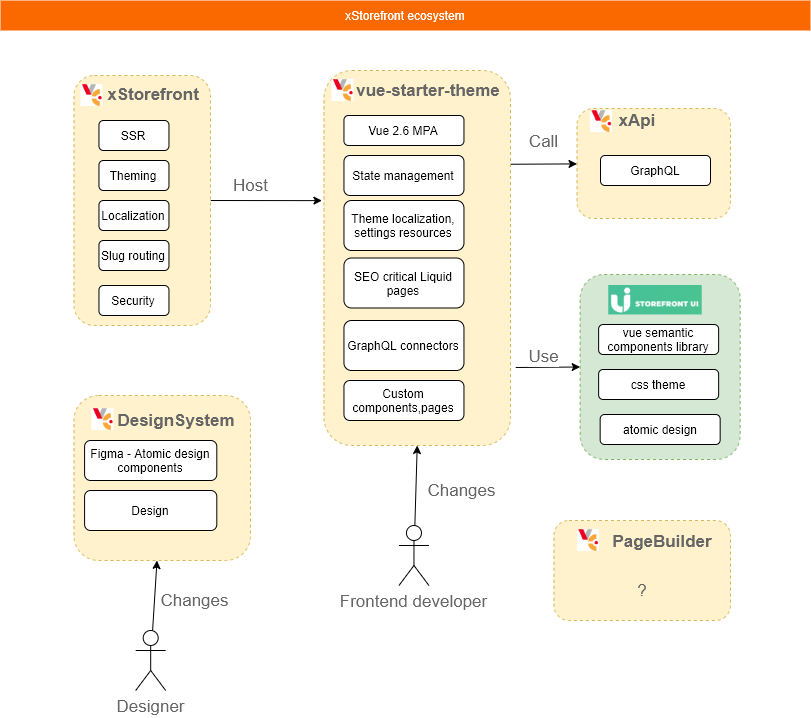 xStorefront ecosystem
xStorefront
SSR
Theming
Localization
Slug routing
Security
Host
vue-starter-theme
Vue 2.6 MPA
State management
Theme localization,
settings resources
SEO critical Liquid
pages
GraphQL connectors
Custom
components,pages
Call
xApi
GraphQL
Use
STOREFRONT UI
vue semantic
components library
css theme
atomic design
DesignSystem
Figma - Atomic design
components
Design
Changes
Designer
Changes
Frontend developer
PageBuilder
?